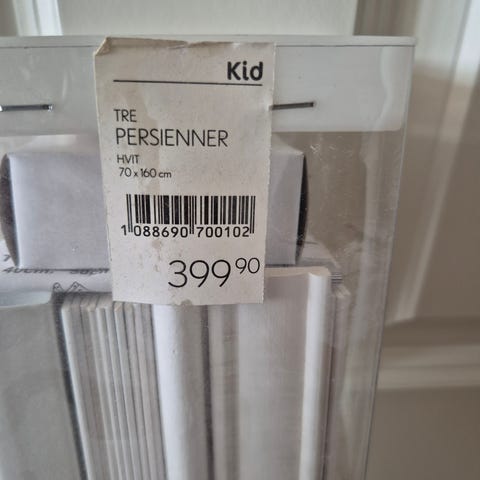 Kid
TRE
PERSIENNER
HVIT
70 x 160 cm
1 088690 700102
399 90